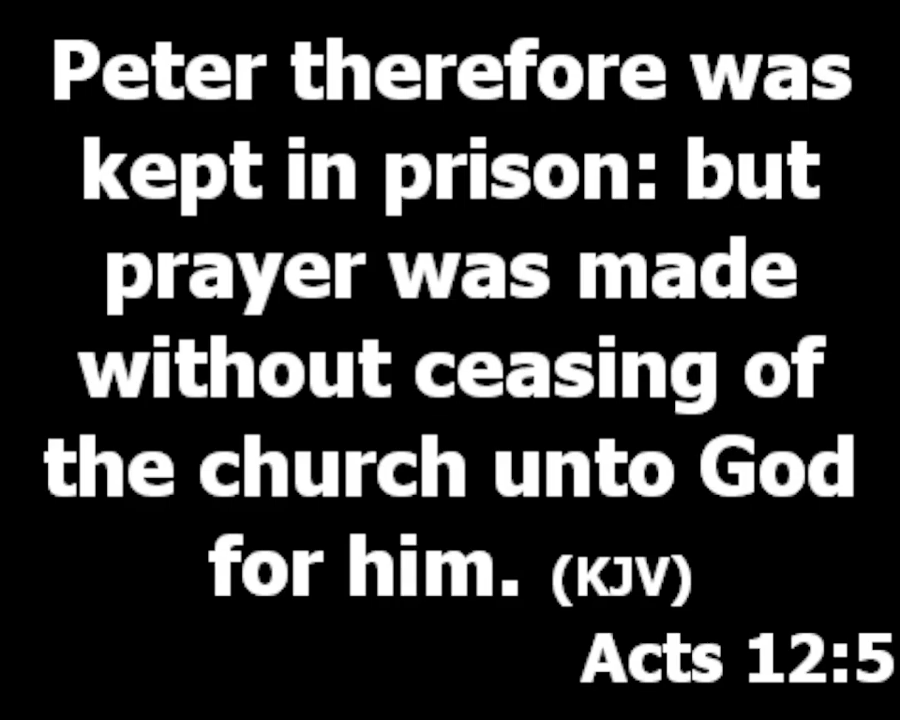 Peter therefore was
kept in prison: but
prayer was made
without ceasing of
the church unto God
for him. (KJV)
Acts 12:5